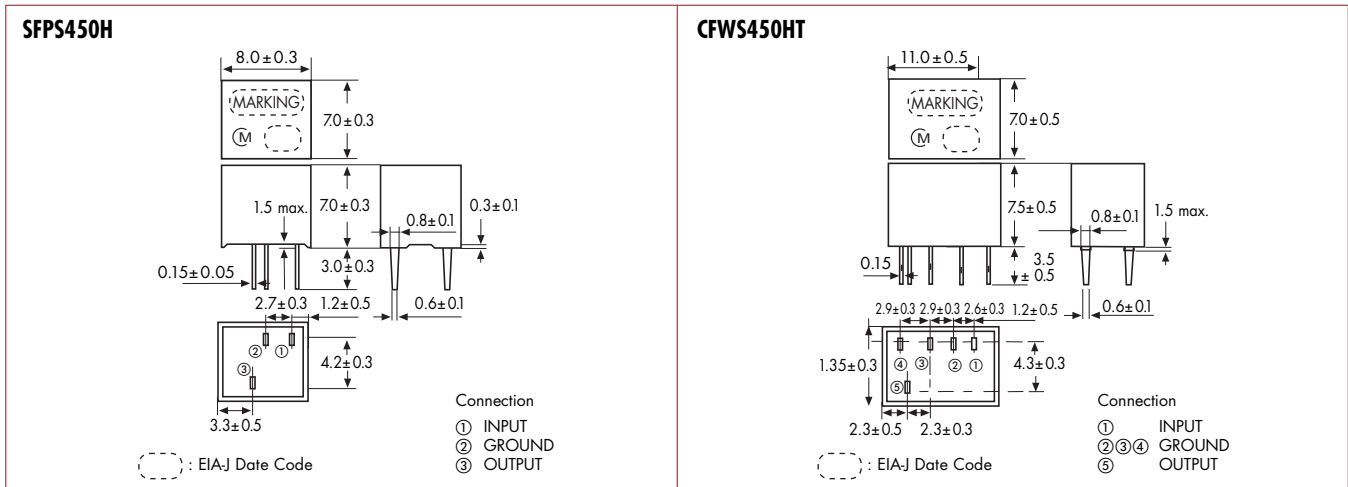 SFPS450H
8.0±0.3
MARKING
M
7.0±0.3
1.5 max.
7.0±0.3
0.8±0.1
0.3±0.1
0.15±0.05
3.0±0.3
2.7±0.3
1.2±0.5
0.6±0.1
② ①
③
4.2±0.3
3.3±0.5
Connection
① INPUT
② GROUND
③ OUTPUT
: EIA-J Date Code
CFWS450HT
11.0±0.5
MARKING
M
7.0±0.5
7.5±0.5
0.8±0.1
1.5 max.
0.15
3.5
±0.5
0.6±0.1
2.9±0.3 2.9±0.3 2.6±0.3 1.2±0.5
1.35±0.3
④ ③ ② ①
⑤
4.3±0.3
2.3±0.5 2.3±0.3
Connection
① INPUT
②③④ GROUND
⑤ OUTPUT
: EIA-J Date Code